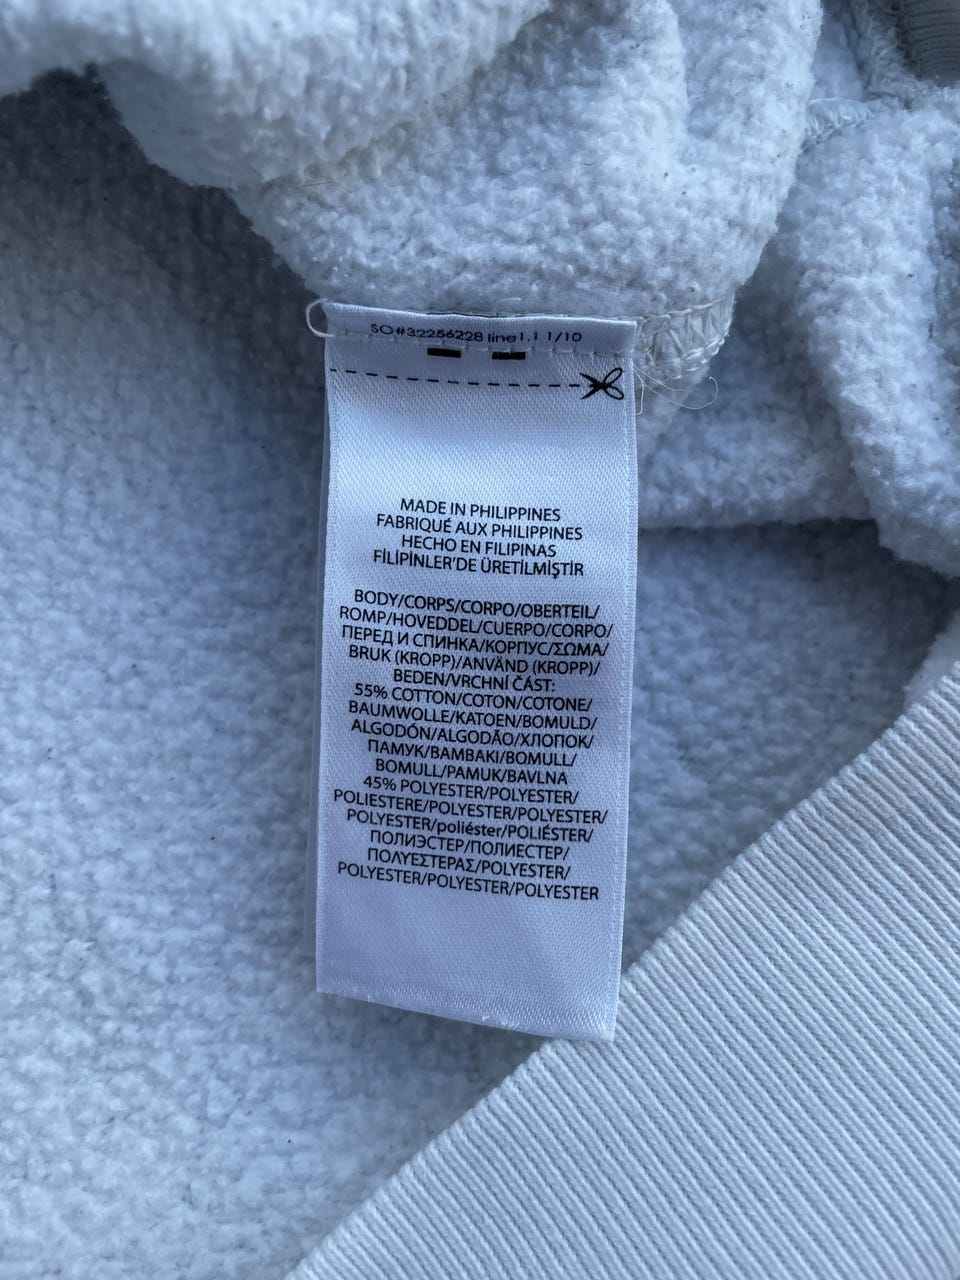 SO#32256228 line1.1 1/10
MADE IN PHILIPPINES
FABRIQUÉ AUX PHILIPPINES
HECHO EN FILIPINAS
FİLİPİNLER'DE ÜRETİLMİŞTİR
BODY/CORPS/CORPO/OBERTEIL/
ROMP/HOVEDDEL/CUERPO/CORPO/
ПЕРЕД И СПИНКА/КОРПУС/ΣΩΜΑ/
BRUK (KROPP)/ANVÄND (KROPP)/
BEDEN/VRCHNÍ ČÁST:
55% COTTON/COTON/COTONE/
BAUMWOLLE/KATOEN/BOMULD/
ALGODÓN/ALGODÃO/ХЛОПОК/
ПАМУК/ΒΑΜΒΑΚΙ/BOMULL/
BOMULL/PAMUK/BAVLNA
45% POLYESTER/POLYESTER/
POLIESTERE/POLYESTER/POLYESTER/
POLYESTER/poliéster/POLIÉSTER/
ПОЛИЭСТЕР/ПОЛИЕСТЕР/
ΠΟΛΥΕΣΤΕΡΑΣ/POLYESTER/
POLYESTER/POLYESTER/POLYESTER